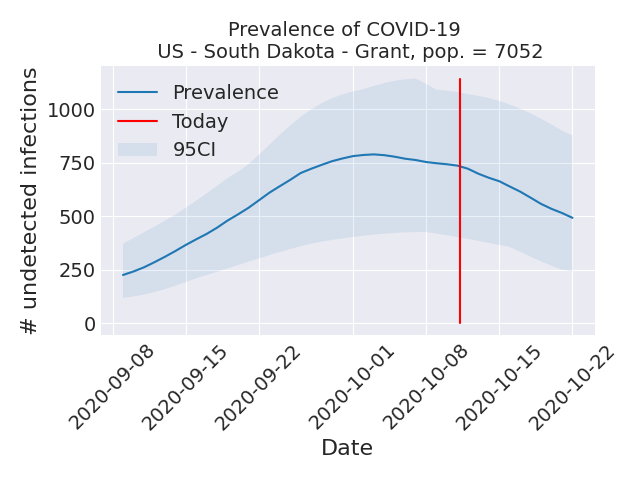 Prevalence of COVID-19
US - South Dakota - Grant, pop. = 7052
# undetected infections
1000
750
500
250
0
Prevalence
Today
95CI
2020-09-08
2020-09-15
2020-09-22
2020-10-01
2020-10-08
2020-10-15
2020-10-22
Date